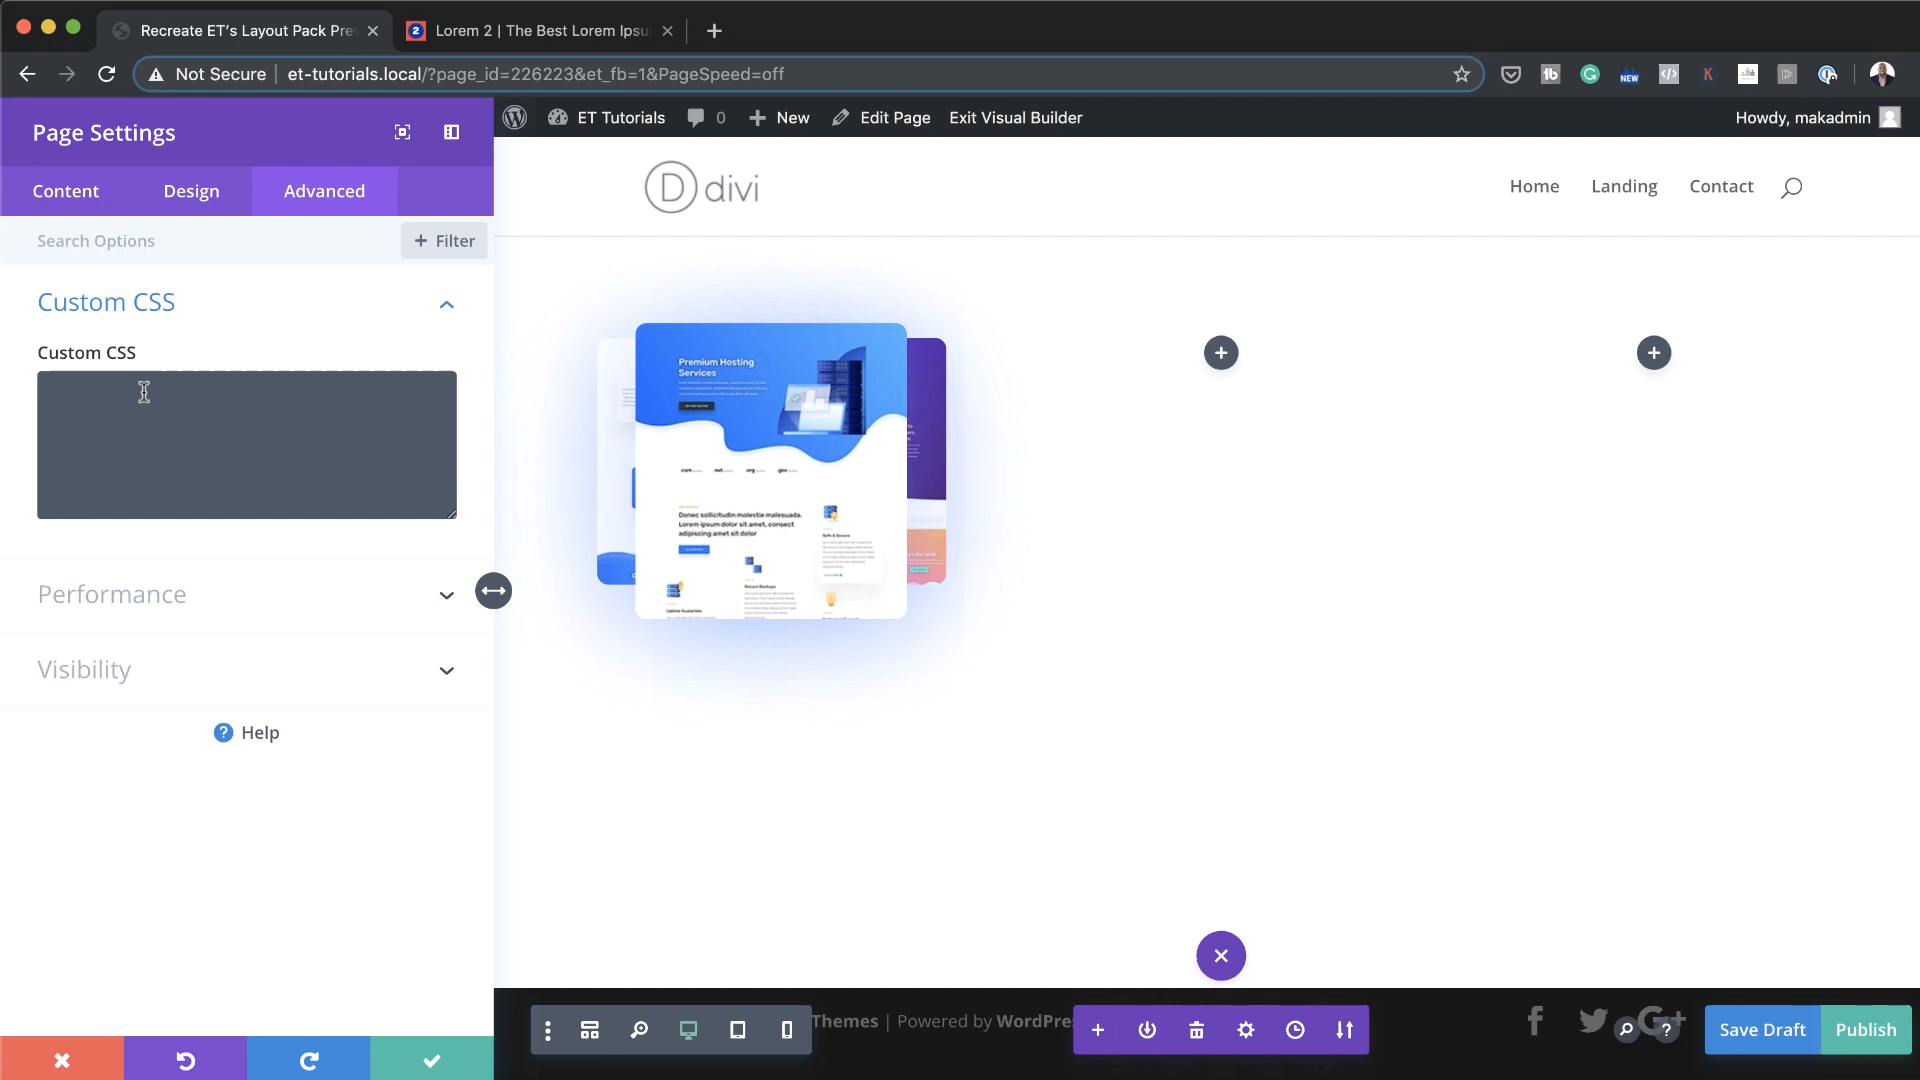 Recreate ET's Layout Pack Pre
Lorem 2 | The Best Lorem Ipsu
Not Secure
et-tutorials.local/?page_id=226223&et_fb=1&PageSpeed=off
NEW
Page Settings
ET Tutorials
0
New
Edit Page
Exit Visual Builder
Howdy, makadmin
Content
Design
Advanced
divi
Home
Landing
Contact
Search Options
Filter
Custom CSS
Custom CSS
Premium Hosting
Services
Donec sollicitudin molestie malesuada.
Lorem ipsum dolor sit amet, consect
adipiscing amet sit dolor
Safe & Secure
Secure Backups
Uptime Guarantee
Performance
Visibility
Help
Themes | Powered by WordPre
Save Draft
Publish